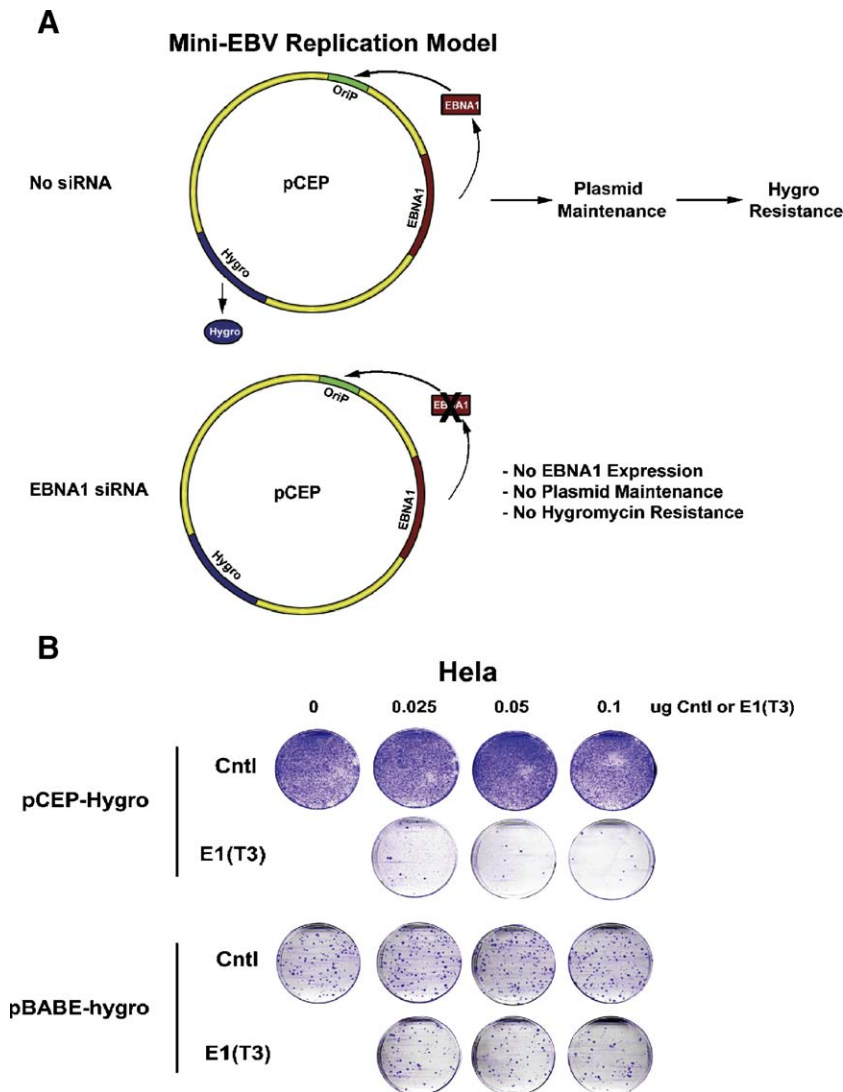 A
Mini-EBV Replication Model
OriP
EBNA1
No siRNA
pCEP
EBNA1
Plasmid
Maintenance
Hygro
Resistance
Hygro
Hygro
OriP
EBNA1
EBNA1 siRNA
pCEP
EBNA1
- No EBNA1 Expression
- No Plasmid Maintenance
- No Hygromycin Resistance
Hygro
B
Hela
0 0.025 0.05 0.1 ug Cntl or E1(T3)
Cntl
pCEP-Hygro
E1(T3)
Cntl
pBABE-hygro
E1(T3)